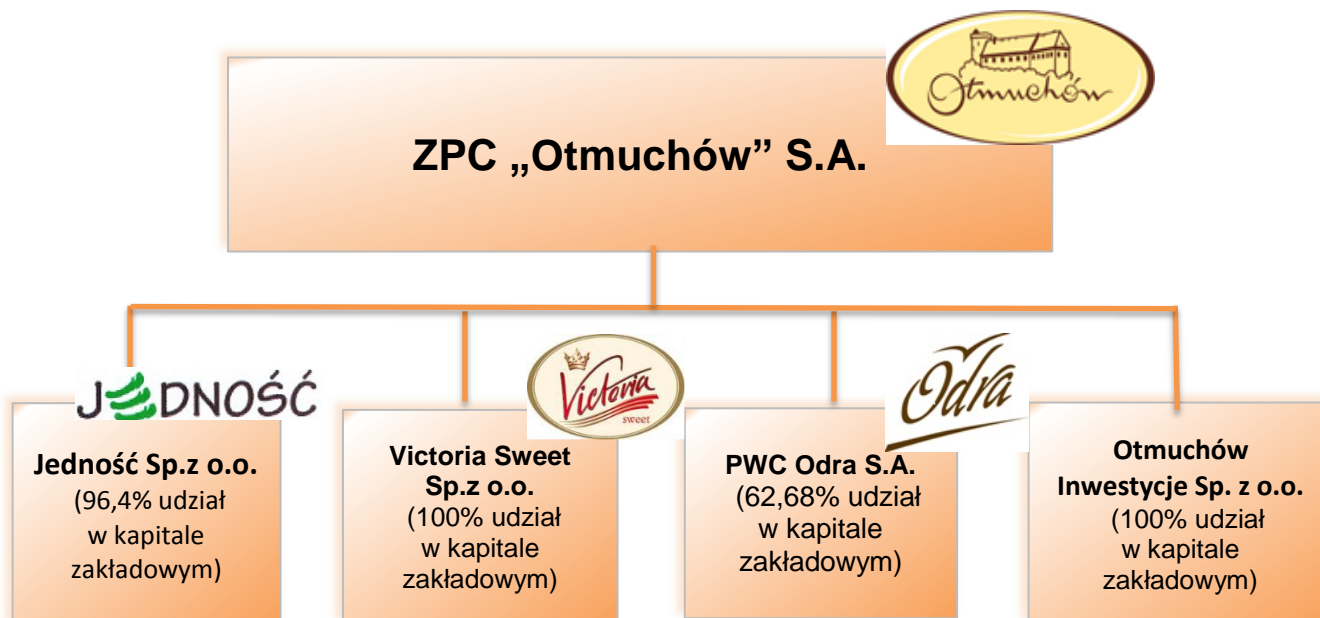 Otmuchów
ZPC „Otmuchów” S.A.
JEDNOŚĆ
Victoria
sweet
Odra
Jedność Sp.z o.o.
(96,4% udział
w kapitale
zakładowym)
Victoria Sweet
Sp.z o.o.
(100% udział
w kapitale
zakładowym)
PWC Odra S.A.
(62,68% udział
w kapitale
zakładowym)
Otmuchów
Inwestycje Sp. z o.o.
(100% udział
w kapitale
zakładowym)